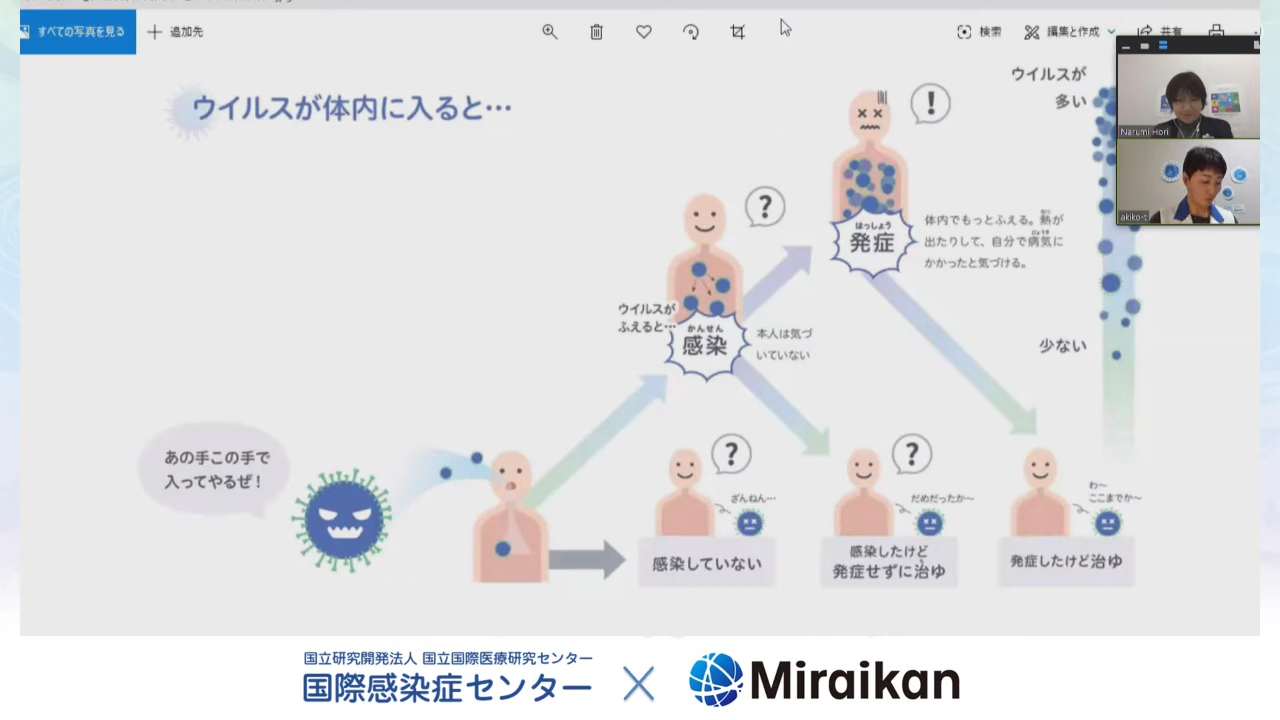 すべての写真を見る
追加先
検索
編集と作成
共有
ウイルスが体内に入ると…
ウイルスが
多い
少ない
Narumi Hori
akiko-t
!
はっしょう
発症
体内でもっとふえる。熱が
出たりして、自分で病気に
かかったと気づける。
?
ウイルスが
ふえると…
かんせん
感染
本人は気づ
いていない
あの手この手で
入ってやるぜ！
?
ざんねん…
感染していない
?
だめだったか〜
感染したけど
発症せずに治ゆ
わ〜
ここまでか〜
発症したけど治ゆ
国立研究開発法人 国立国際医療研究センター
国際感染症センター
Miraikan